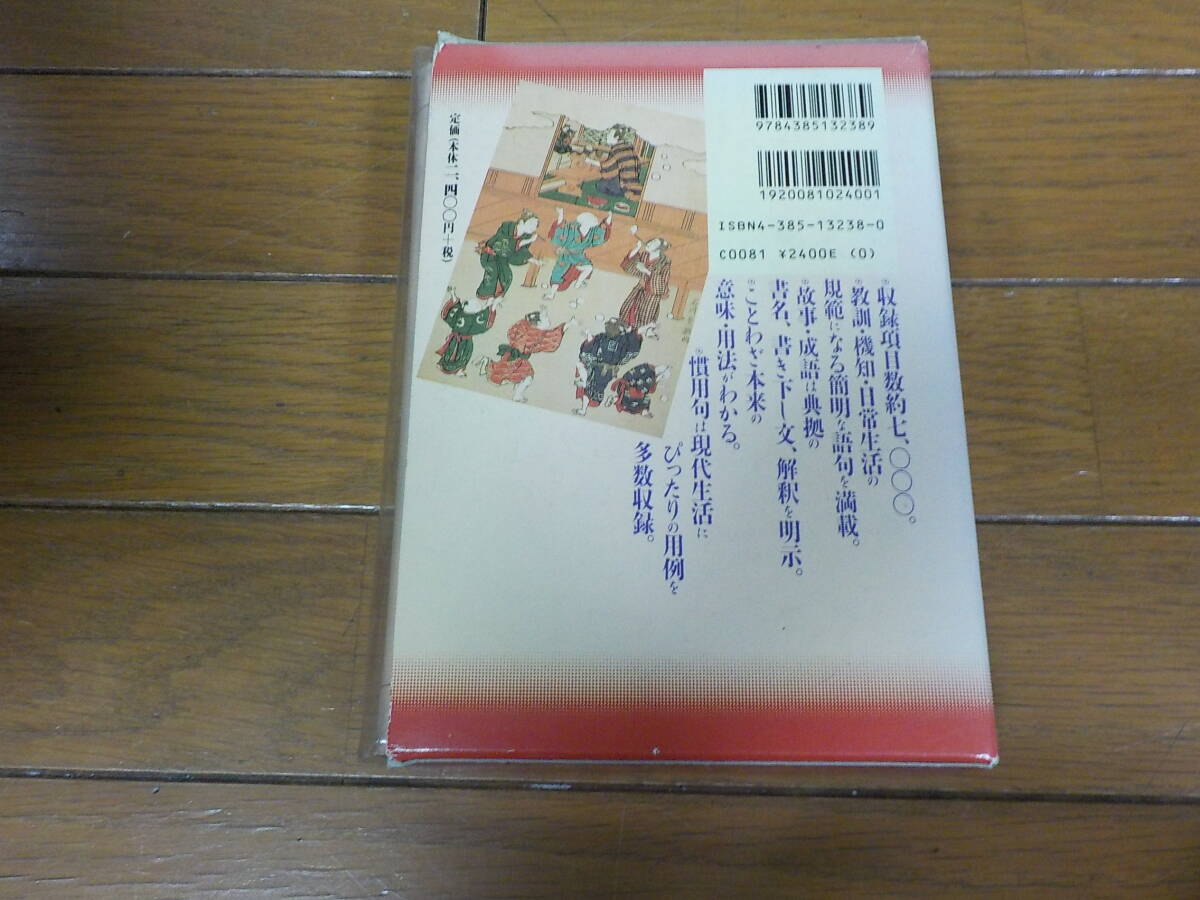 9784385132389
1920081024001
ISBN4-385-13238-0
C0081 ¥2400E (0)
収録項目数約七、〇〇〇。
教訓・機知・日常生活の
規範になる簡明な語句を満載。
故事・成語は典拠の
書名、書き下し文、解釈を明示。
ことわざ本来の
意味・用法がわかる。
慣用句は現代生活に
ぴったりの用例を
多数収録。
定価(本体二、四〇〇円+税)